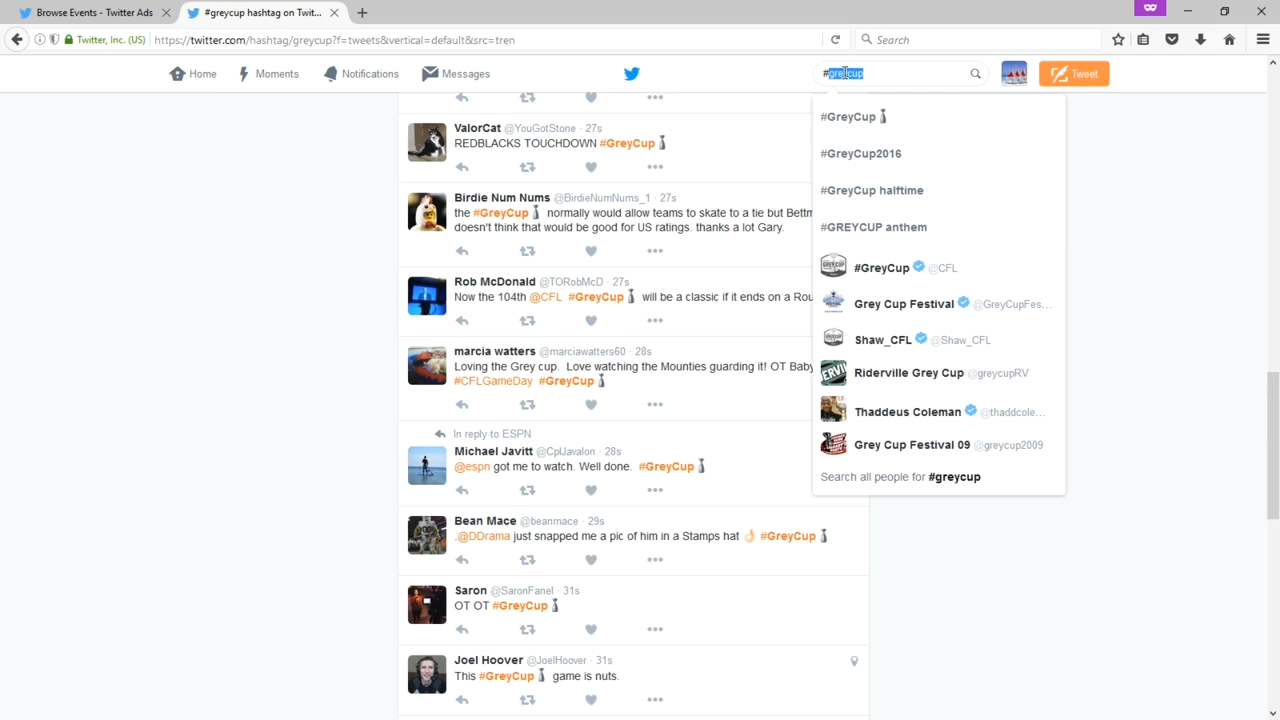 Browse Events - Twitter Ads
#greycup hashtag on Twitt...
Twitter, Inc. (US)
https://twitter.com/hashtag/greycup?f=tweets&vertical=default&src=tren
Search
Home
Moments
Notifications
Messages
#greycup
Tweet
ValorCat @YouGotStone · 27s
REDBLACKS TOUCHDOWN #GreyCup
Birdie Num Nums @BirdieNumNums_1 · 27s
the #GreyCup normally would allow teams to skate to a tie but Bettm
doesn't think that would be good for US ratings. thanks a lot Gary.
Rob McDonald @TORobMcD · 27s
Now the 104th @CFL #GreyCup will be a classic if it ends on a Rou
marcia watters @marciawatters60 · 28s
Loving the Grey cup. Love watching the Mounties guarding it! OT Baby
#CFLGameDay #GreyCup
In reply to ESPN
Michael Javitt @CplJavalon · 28s
@espn got me to watch. Well done. #GreyCup
Bean Mace @beanmace · 29s
.@DDrama just snapped me a pic of him in a Stamps hat 👌 #GreyCup
Saron @SaronFanel · 31s
OT OT #GreyCup
Joel Hoover @JoelHoover · 31s
This #GreyCup game is nuts.
#GreyCup
#GreyCup2016
#GreyCup halftime
#GREYCUP anthem
#GreyCup @CFL
Grey Cup Festival @GreyCupFes...
Shaw_CFL @Shaw_CFL
Riderville Grey Cup @greycupRV
Thaddeus Coleman @thaddcole...
Grey Cup Festival 09 @greycup2009
Search all people for #greycup